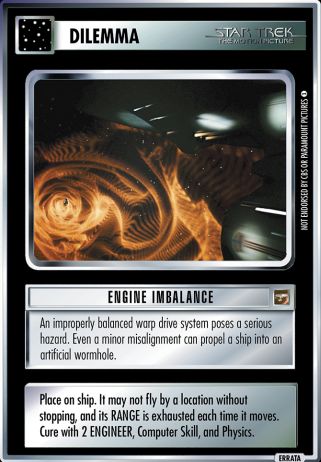 DILEMMA
STAR TREK
THE MOTION PICTURE
NOT ENDORSED BY CBS OR PARAMOUNT PICTURES
ENGINE IMBALANCE
An improperly balanced warp drive system poses a serious
hazard. Even a minor misalignment can propel a ship into an
artificial wormhole.
Place on ship. It may not fly by a location without
stopping, and its RANGE is exhausted each time it moves.
Cure with 2 ENGINEER, Computer Skill, and Physics.
ERRATA